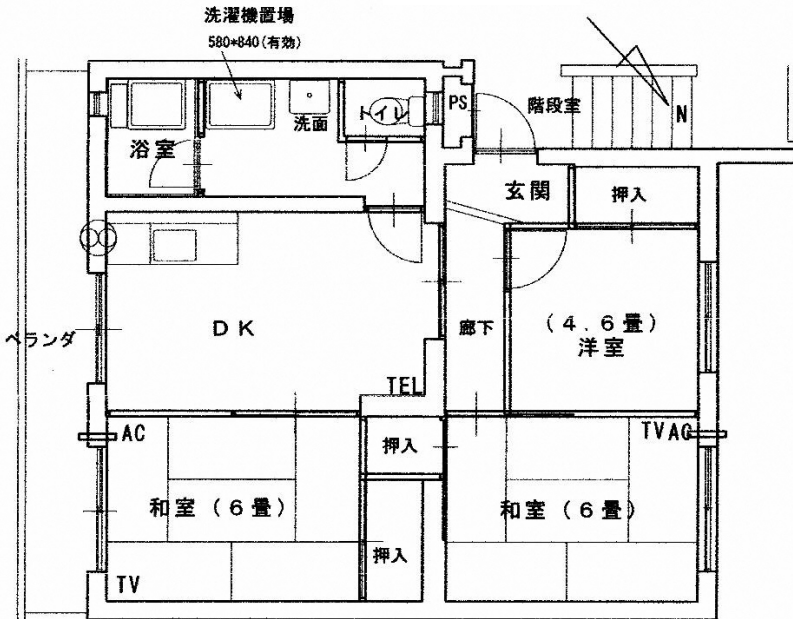 洗濯機置場
580*840(有効)
PS
階段室
N
トイレ
洗面
浴室
玄関
押入
DK
廊下
(4.6畳)
洋室
ベランダ
TEL
AC
TV AC
押入
和室(6畳)
和室(6畳)
押入
TV